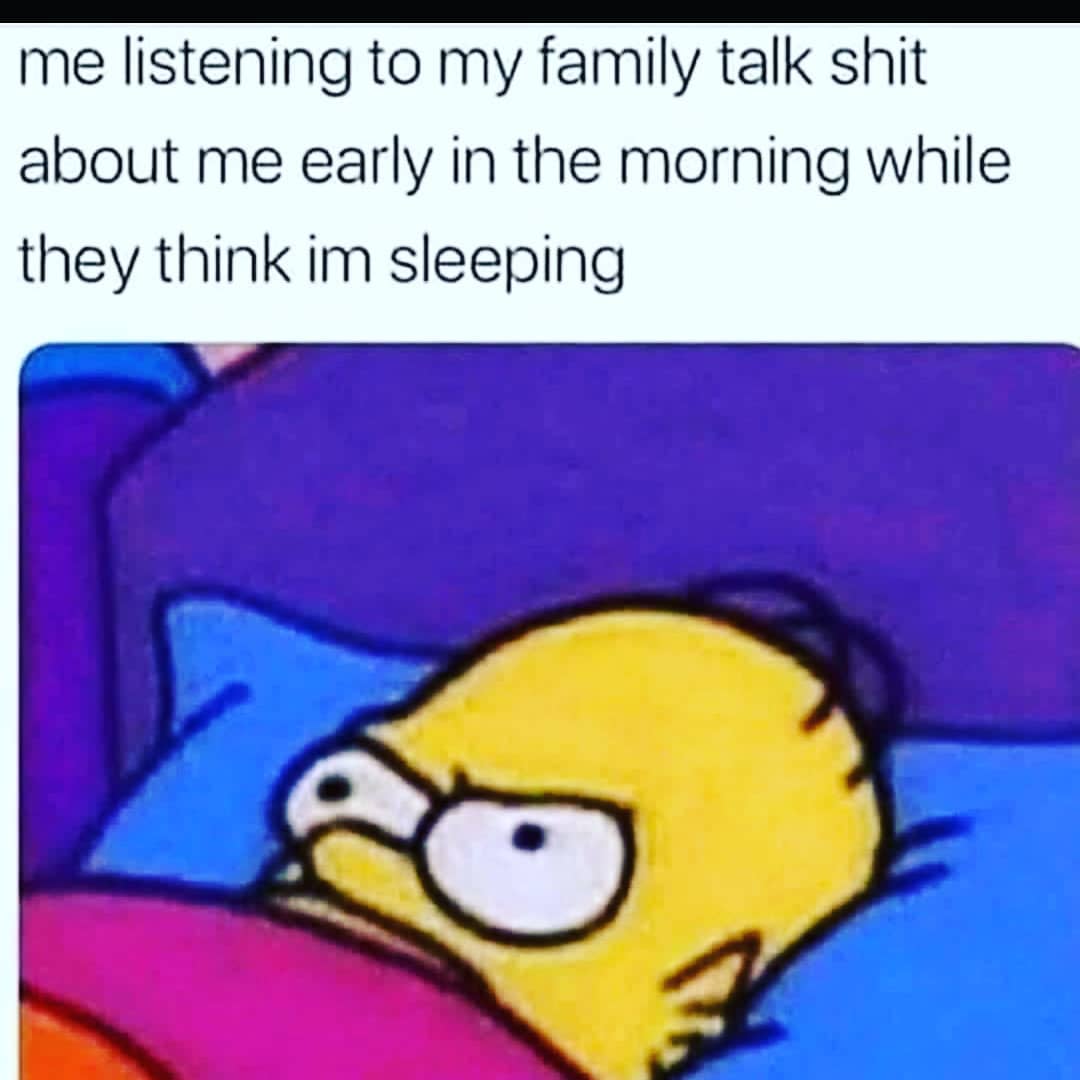 me listening to my family talk shit
about me early in the morning while
they think im sleeping